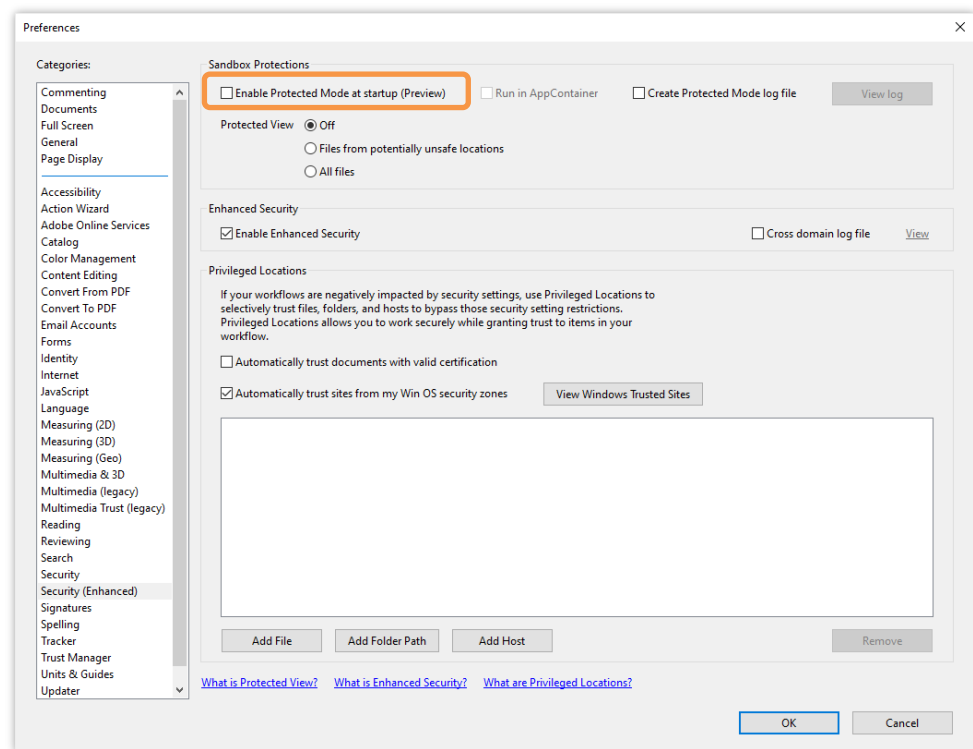 Preferences
Categories:
Commenting
Documents
Full Screen
General
Page Display
Accessibility
Action Wizard
Adobe Online Services
Catalog
Color Management
Content Editing
Convert From PDF
Convert To PDF
Email Accounts
Forms
Identity
Internet
JavaScript
Language
Measuring (2D)
Measuring (3D)
Measuring (Geo)
Multimedia & 3D
Multimedia (legacy)
Multimedia Trust (legacy)
Reading
Reviewing
Search
Security
Security (Enhanced)
Signatures
Spelling
Tracker
Trust Manager
Units & Guides
Updater
Sandbox Protections
Enable Protected Mode at startup (Preview) Run in AppContainer Create Protected Mode log file View log
Protected View Off
Files from potentially unsafe locations
All files
Enhanced Security
Enable Enhanced Security Cross domain log file View
Privileged Locations
If your workflows are negatively impacted by security settings, use Privileged Locations to
selectively trust files, folders, and hosts to bypass those security setting restrictions.
Privileged Locations allows you to work securely while granting trust to items in your
workflow.
Automatically trust documents with valid certification
Automatically trust sites from my Win OS security zones View Windows Trusted Sites
Add File Add Folder Path Add Host Remove
What is Protected View? What is Enhanced Security? What are Privileged Locations?
OK Cancel